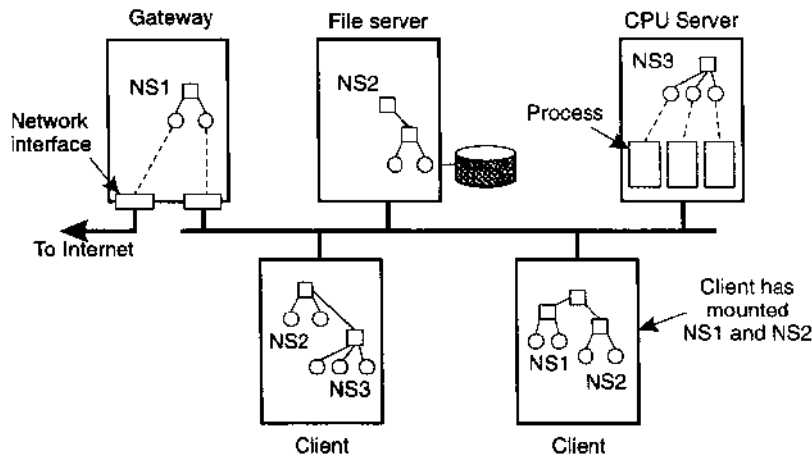 Gateway
File server
CPU Server
NS1
NS2
NS3
Network
interface
Process
To Internet
NS2
NS3
NS1
NS2
Client has
mounted
NS1 and NS2
Client
Client